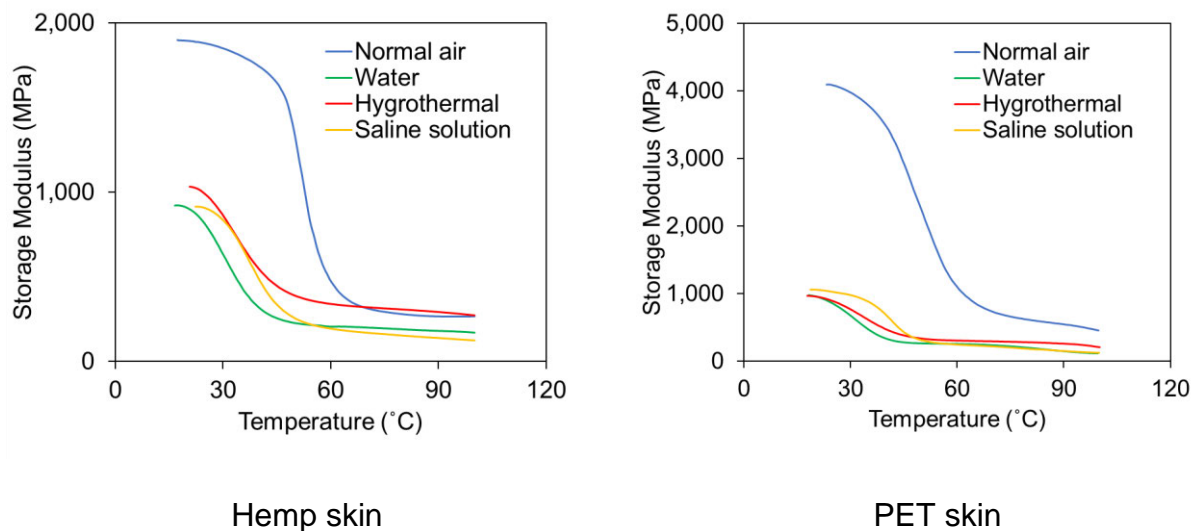 2,000
1,000
0
Storage Modulus (MPa)
Normal air
Water
Hygrothermal
Saline solution
0 30 60 90 120
Temperature (˚C)
Hemp skin
5,000
4,000
3,000
2,000
1,000
0
Storage Modulus (MPa)
Normal air
Water
Hygrothermal
Saline solution
0 30 60 90 120
Temperature (˚C)
PET skin